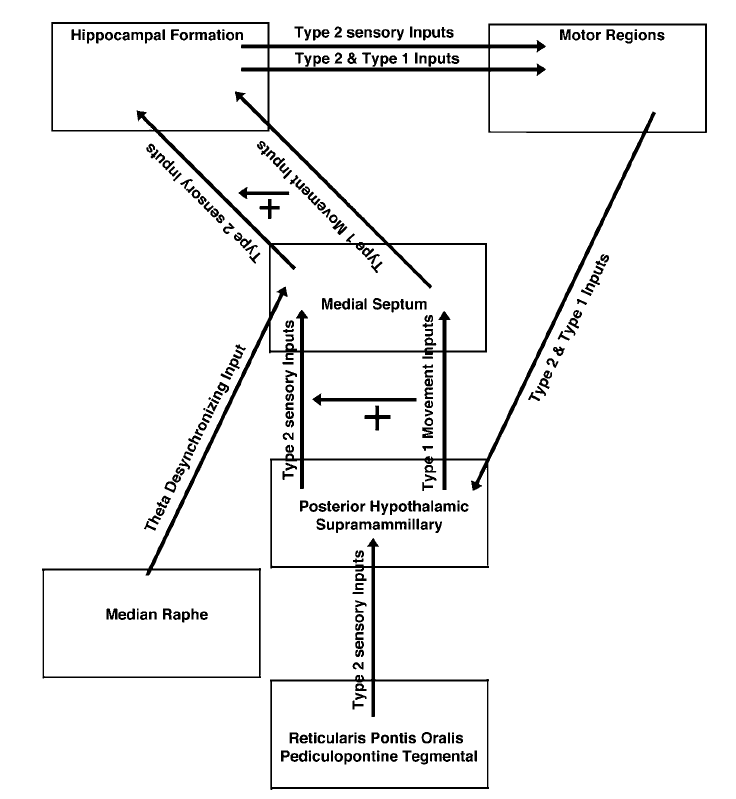 Hippocampal Formation
Type 2 sensory Inputs
Type 2 & Type 1 Inputs
Motor Regions
Type 2 sensory Inputs
Type 1 Movement Inputs
+
Type 2 & Type 1 Inputs
Medial Septum
Theta Desynchronizing Input
Type 2 sensory Inputs
+
Type 1 Movement Inputs
Posterior Hypothalamic
Supramammillary
Median Raphe
Type 2 sensory Inputs
Reticularis Pontis Oralis
Pediculopontine Tegmental